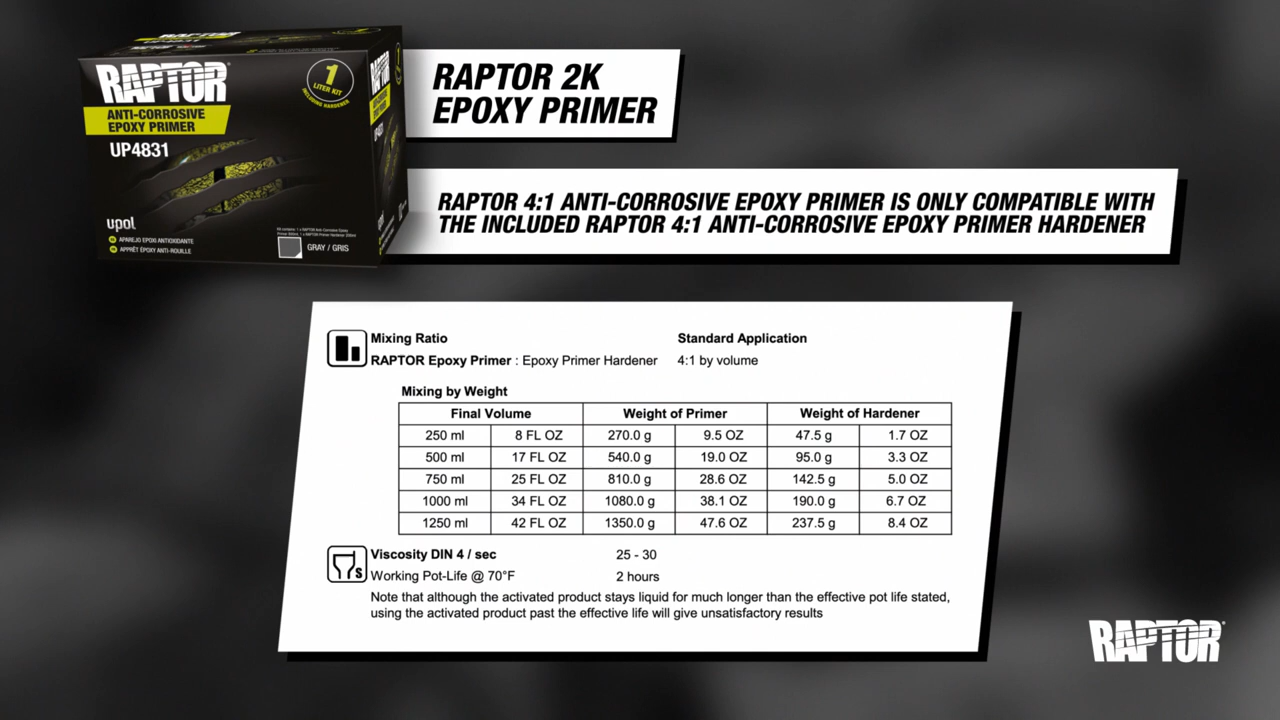 RAPTOR
1
LITER KIT
INCLUDING HARDENER
ANTI-CORROSIVE
EPOXY PRIMER
UP4831
upol
APAREJO EPOXI ANTIOXIDANTE
APPRÊT ÉPOXY ANTI-ROUILLE
GRAY / GRIS
RAPTOR 2K
EPOXY PRIMER
RAPTOR 4:1 ANTI-CORROSIVE EPOXY PRIMER IS ONLY COMPATIBLE WITH
THE INCLUDED RAPTOR 4:1 ANTI-CORROSIVE EPOXY PRIMER HARDENER
Mixing Ratio Standard Application
RAPTOR Epoxy Primer : Epoxy Primer Hardener 4:1 by volume
Mixing by Weight
Final Volume Weight of Primer Weight of Hardener
250 ml 8 FL OZ 270.0 g 9.5 OZ 47.5 g 1.7 OZ
500 ml 17 FL OZ 540.0 g 19.0 OZ 95.0 g 3.3 OZ
750 ml 25 FL OZ 810.0 g 28.6 OZ 142.5 g 5.0 OZ
1000 ml 34 FL OZ 1080.0 g 38.1 OZ 190.0 g 6.7 OZ
1250 ml 42 FL OZ 1350.0 g 47.6 OZ 237.5 g 8.4 OZ
Viscosity DIN 4 / sec 25 - 30
S
Working Pot-Life @ 70°F 2 hours
Note that although the activated product stays liquid for much longer than the effective pot life stated,
using the activated product past the effective life will give unsatisfactory results
RAPTOR